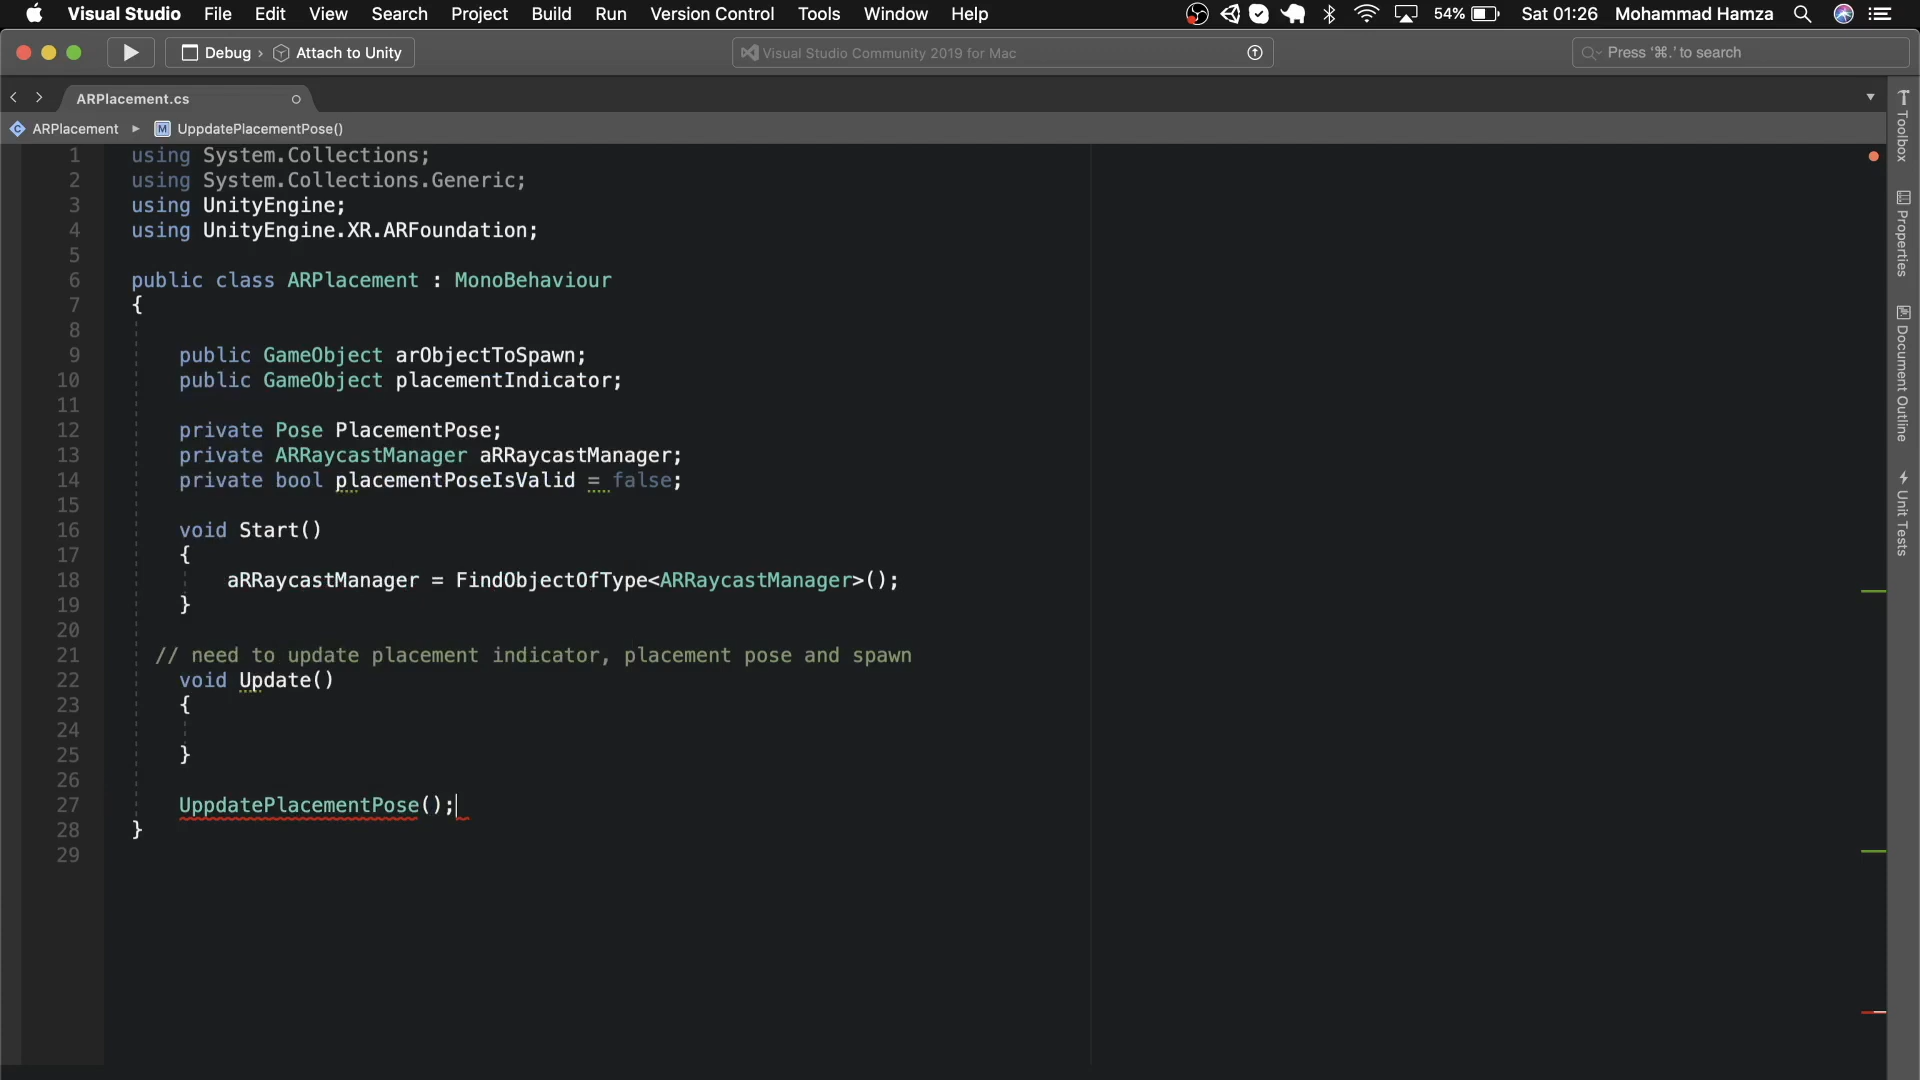 Visual Studio File Edit View Search Project Build Run Version Control Tools Window Help 54% Sat 01:26 Mohammad Hamza
Debug › Attach to Unity Visual Studio Community 2019 for Mac Press ‘⌘.’ to search
ARPlacement.cs
ARPlacement M UppdatePlacementPose()
1 using System.Collections;
2 using System.Collections.Generic;
3 using UnityEngine;
4 using UnityEngine.XR.ARFoundation;
5
6 public class ARPlacement : MonoBehaviour
7 {
8
9 public GameObject arObjectToSpawn;
10 public GameObject placementIndicator;
11
12 private Pose PlacementPose;
13 private ARRaycastManager aRRaycastManager;
14 private bool placementPoseIsValid = false;
15
16 void Start()
17 {
18 aRRaycastManager = FindObjectOfType<ARRaycastManager>();
19 }
20
21 // need to update placement indicator, placement pose and spawn
22 void Update()
23 {
24
25 }
26
27 UppdatePlacementPose();
28 }
29
Toolbox
Properties
Document Outline
Unit Tests